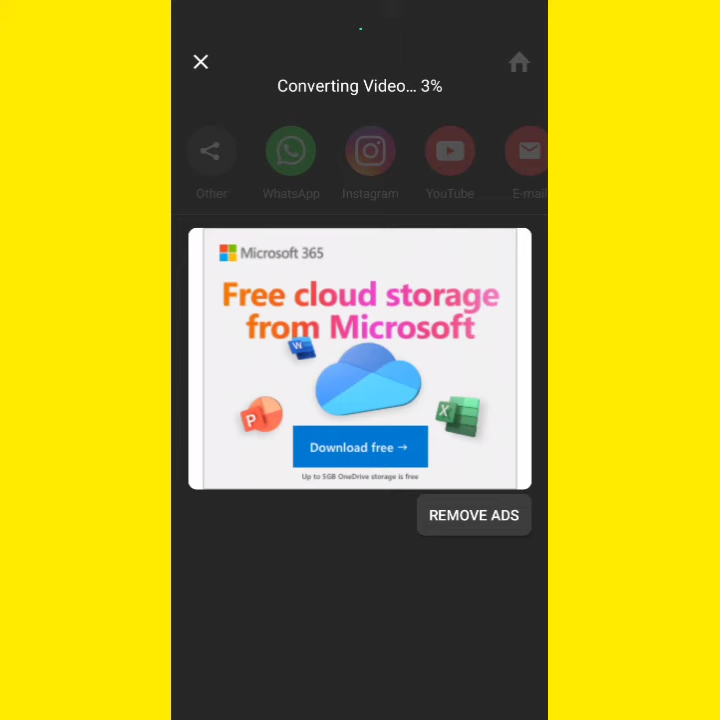 Converting Video... 3%
Other WhatsApp Instagram YouTube E-mail
Microsoft 365
Free cloud storage
from Microsoft
W
P
X
Download free →
Up to 5GB OneDrive storage is free
REMOVE ADS